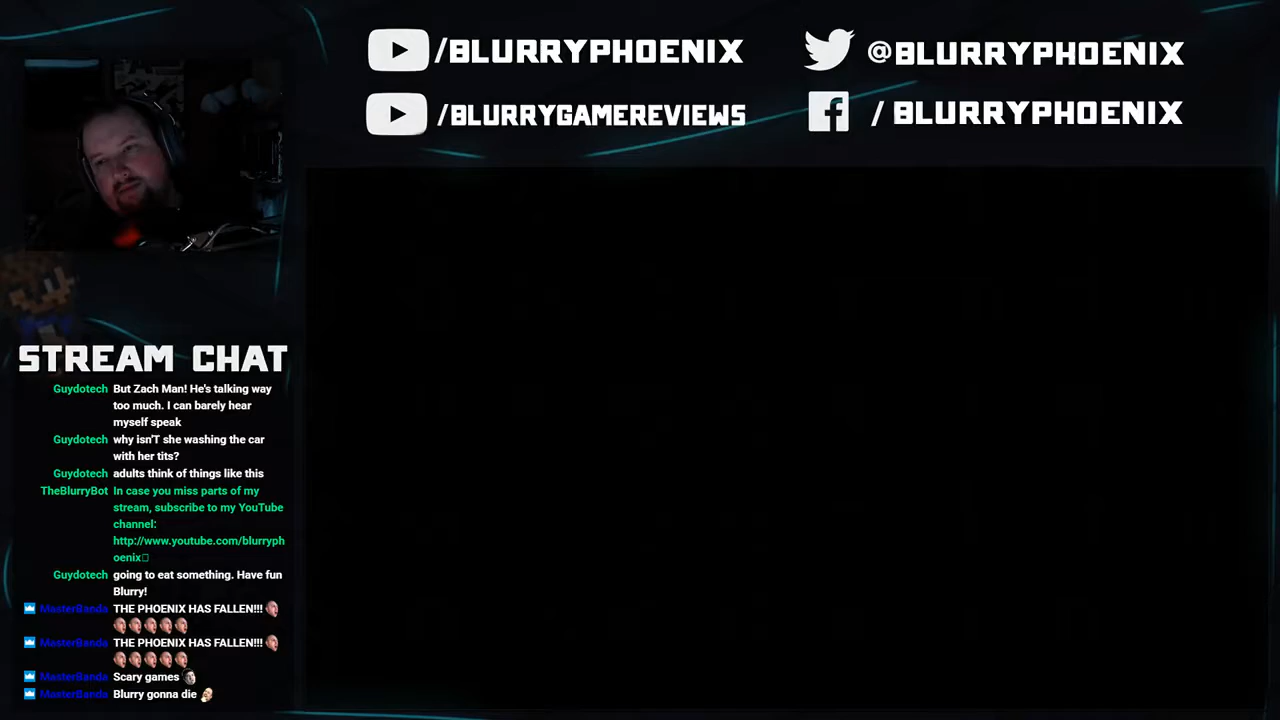 /BLURRYPHOENIX
@BLURRYPHOENIX
/BLURRYGAMEREVIEWS
/ BLURRYPHOENIX
STREAM CHAT
Guydotech But Zach Man! He's talking way
too much. I can barely hear
myself speak
Guydotech why isn'T she washing the car
with her tits?
Guydotech adults think of things like this
TheBlurryBot In case you miss parts of my
stream, subscribe to my YouTube
channel:
http://www.youtube.com/blurryph
oenix
Guydotech going to eat something. Have fun
Blurry!
MasterBanda THE PHOENIX HAS FALLEN!!!
MasterBanda THE PHOENIX HAS FALLEN!!!
MasterBanda Scary games
MasterBanda Blurry gonna die